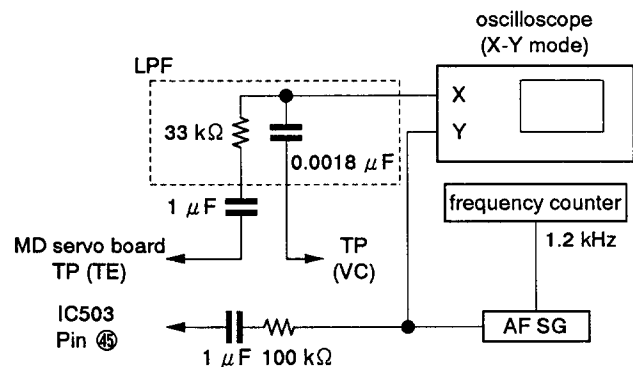 oscilloscope
(X-Y mode)
LPF
X
33 kΩ
Y
0.0018 μF
1 μF
frequency counter
1.2 kHz
MD servo board
TP (TE)
TP
(VC)
IC503
Pin ㊺
AF SG
1 μF 100 kΩ